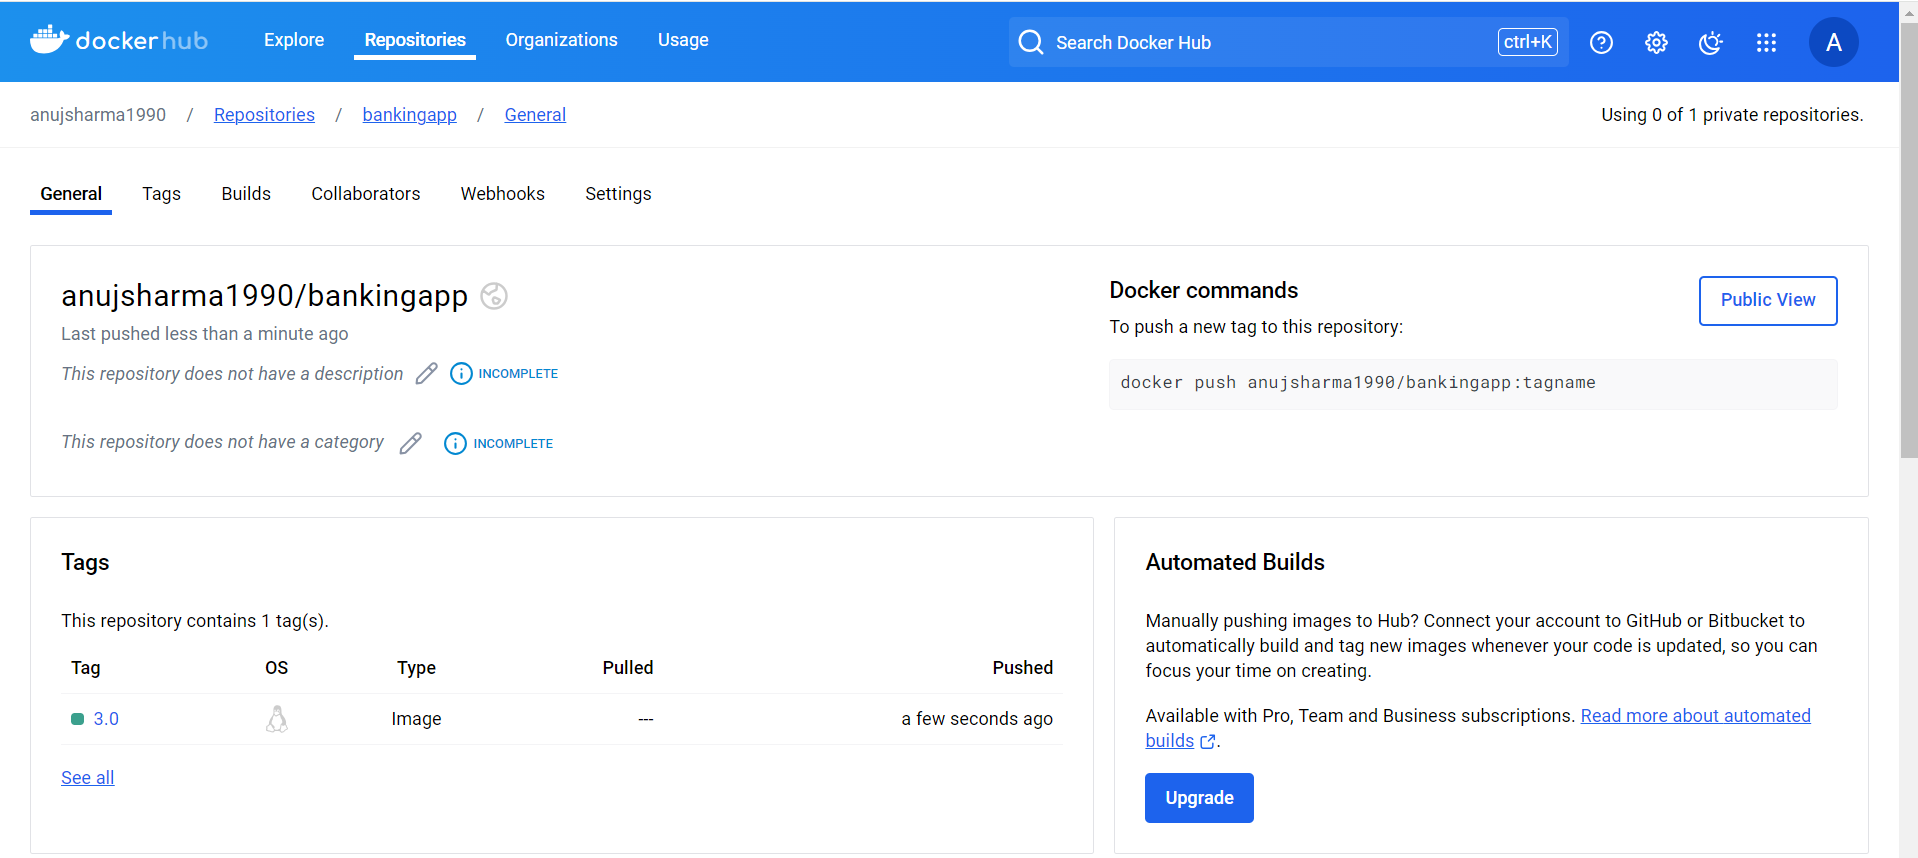 docker hub Explore Repositories Organizations Usage Search Docker Hub ctrl+K A
anujsharma1990 / Repositories / bankingapp / General Using 0 of 1 private repositories.
General Tags Builds Collaborators Webhooks Settings
anujsharma1990/bankingapp
Last pushed less than a minute ago
This repository does not have a description INCOMPLETE
This repository does not have a category INCOMPLETE
Docker commands
Public View
To push a new tag to this repository:
docker push anujsharma1990/bankingapp:tagname
Tags
This repository contains 1 tag(s).
Tag OS Type Pulled Pushed
3.0 Image --- a few seconds ago
See all
Automated Builds
Manually pushing images to Hub? Connect your account to GitHub or Bitbucket to
automatically build and tag new images whenever your code is updated, so you can
focus your time on creating.
Available with Pro, Team and Business subscriptions. Read more about automated
builds .
Upgrade